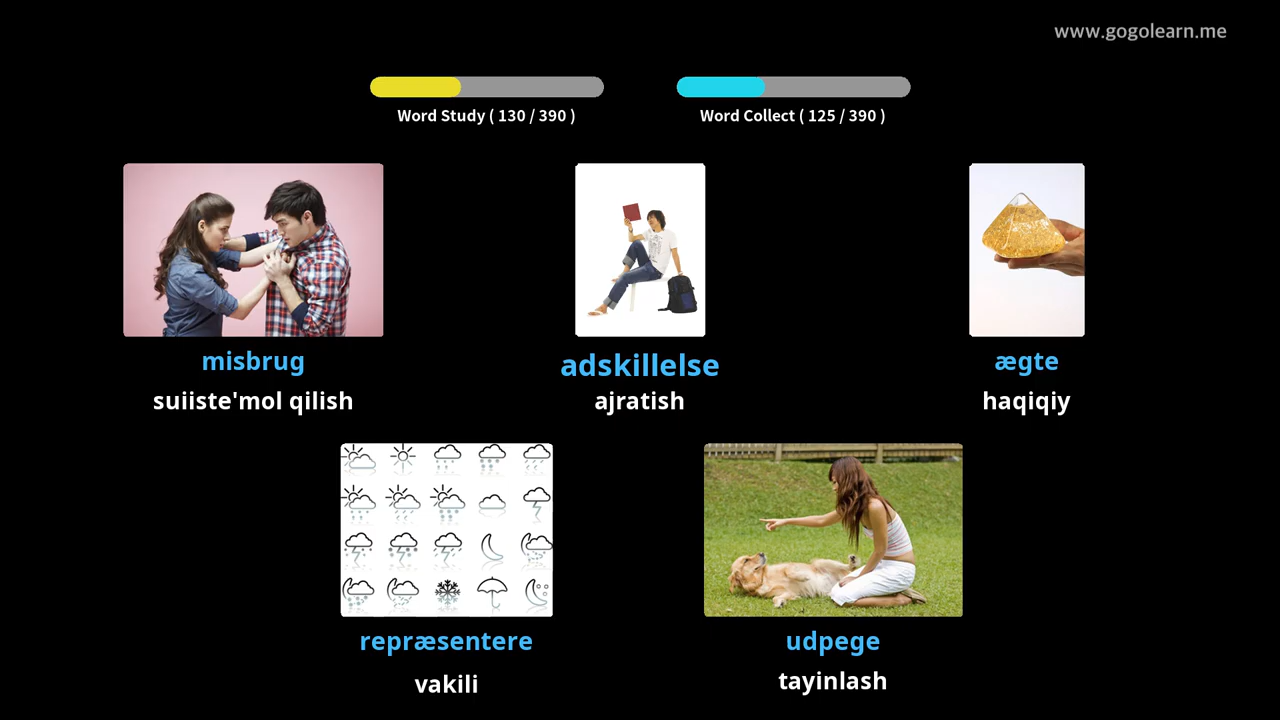 www.gogolearn.me
Word Study ( 130 / 390 )
Word Collect ( 125 / 390 )
misbrug
suiiste'mol qilish
adskillelse
ajratish
ægte
haqiqiy
repræsentere
vakili
udpege
tayinlash